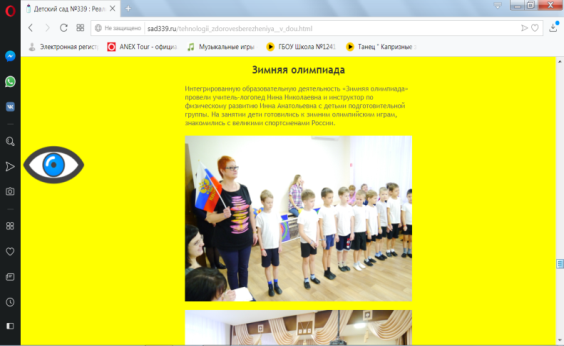 Детский сад №339 : Реал
Не защищено sad339.ru/tehnologii_zdorovesberezheniya_v_dou.html
Электронная регистр ANEX Tour - официа Музыкальные игры ГБОУ Школа №1247 Танец " Капризные
Зимняя олимпиада
Интегрированную образовательную деятельность «Зимняя олимпиада»
провели учитель-логопед Нина Николаевна и инструктор по
физическому развитию Нина Анатольевна с детьми подготовительной
группы. На занятии дети готовились к зимним олимпийским играм,
знакомились с великими спортсменами России.